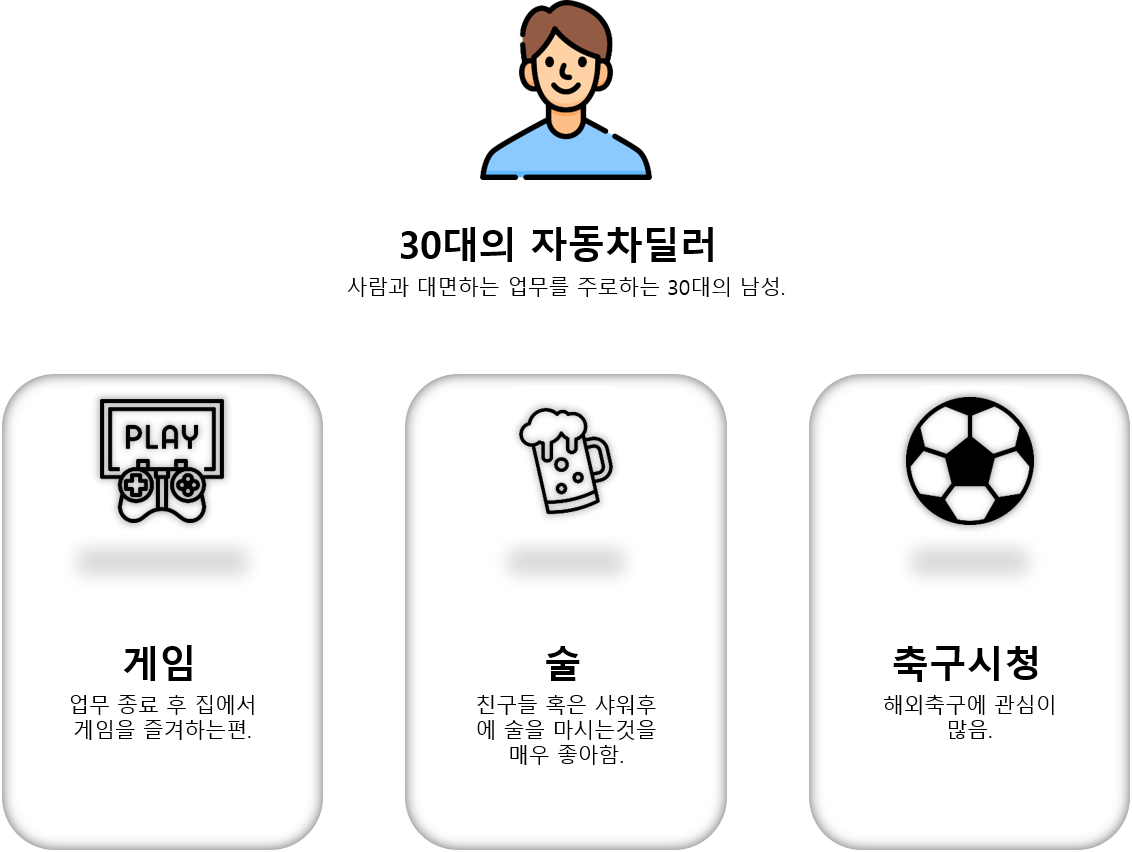 30대의 자동차딜러
사람과 대면하는 업무를 주로하는 30대의 남성.
PLAY
게임
업무 종료 후 집에서
게임을 즐겨하는편.
술
친구들 혹은 샤워후
에 술을 마시는것을
매우 좋아함.
축구시청
해외축구에 관심이
많음.